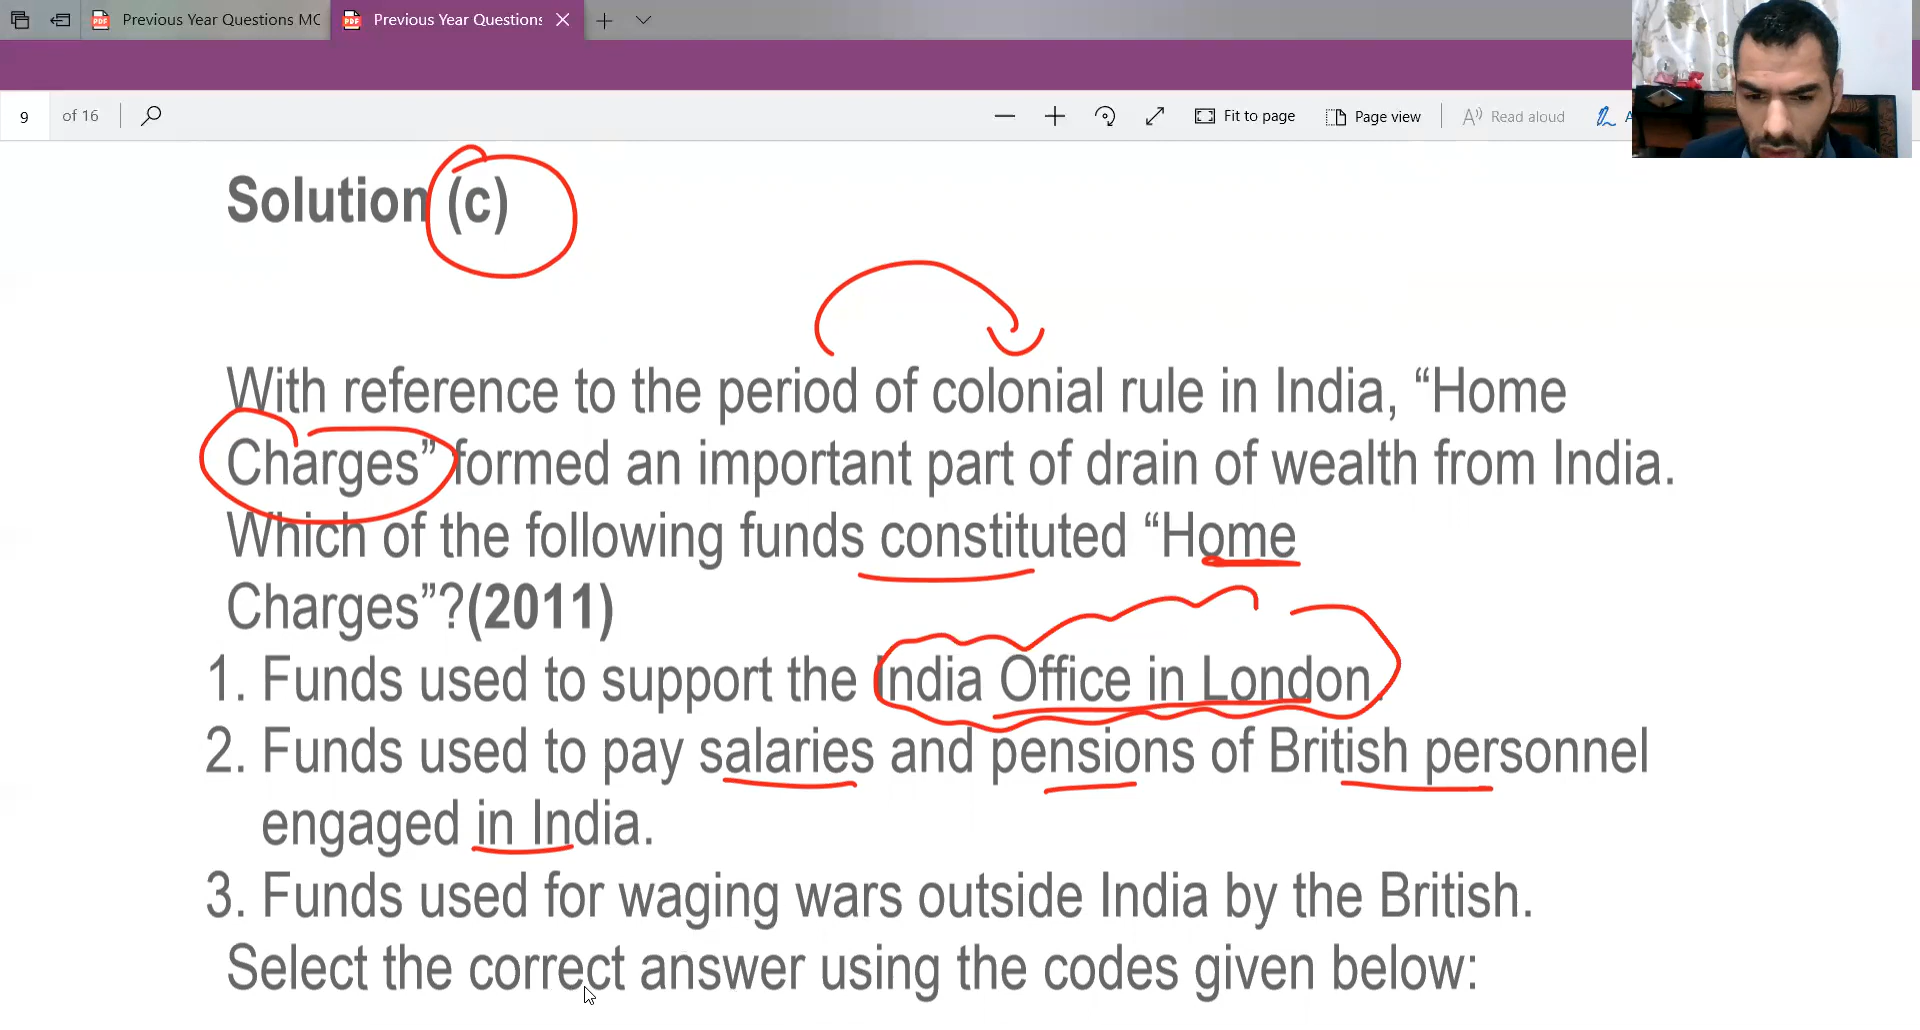 Previous Year Questions MC
Previous Year Questions
9 of 16
Fit to page
Page view
Read aloud
Solution (c)
With reference to the period of colonial rule in India, “Home
Charges” formed an important part of drain of wealth from India.
Which of the following funds constituted “Home
Charges”?(2011)
1. Funds used to support the India Office in London.
2. Funds used to pay salaries and pensions of British personnel
engaged in India.
3. Funds used for waging wars outside India by the British.
Select the correct answer using the codes given below: